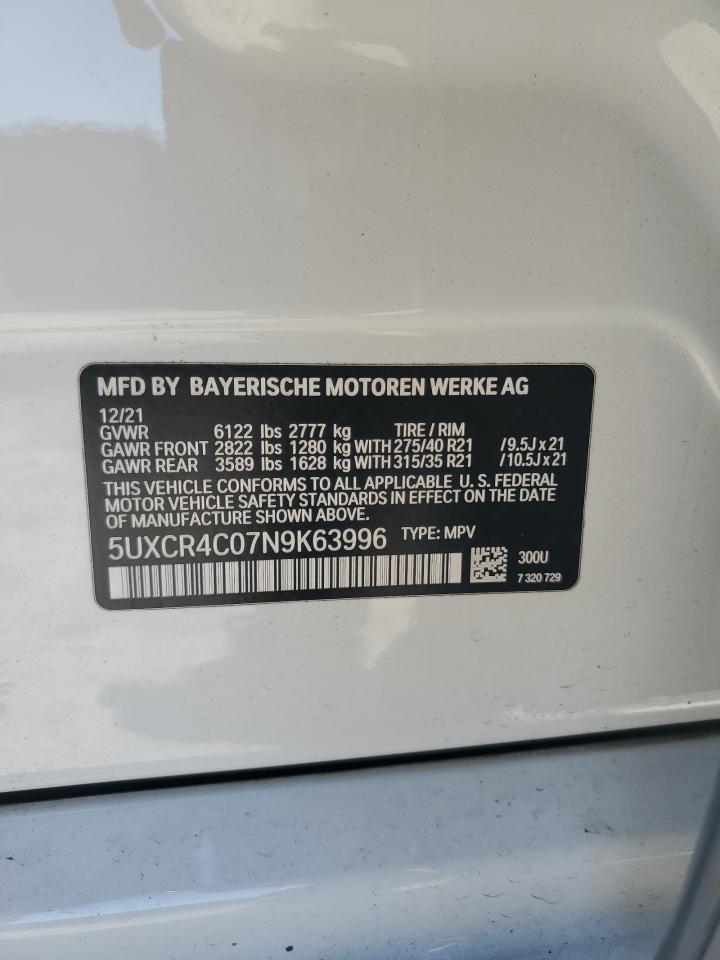 MFD BY BAYERISCHE MOTOREN WERKE AG
12/21
GVWR 6122 lbs 2777 kg TIRE / RIM
GAWR FRONT 2822 lbs 1280 kg WITH 275/40 R21 /9.5J x 21
GAWR REAR 3589 lbs 1628 kg WITH 315/35 R21 /10.5J x 21
THIS VEHICLE CONFORMS TO ALL APPLICABLE U. S. FEDERAL
MOTOR VEHICLE SAFETY STANDARDS IN EFFECT ON THE DATE
OF MANUFACTURE SHOWN ABOVE.
5UXCR4C07N9K63996 TYPE: MPV
300U
7 320 729